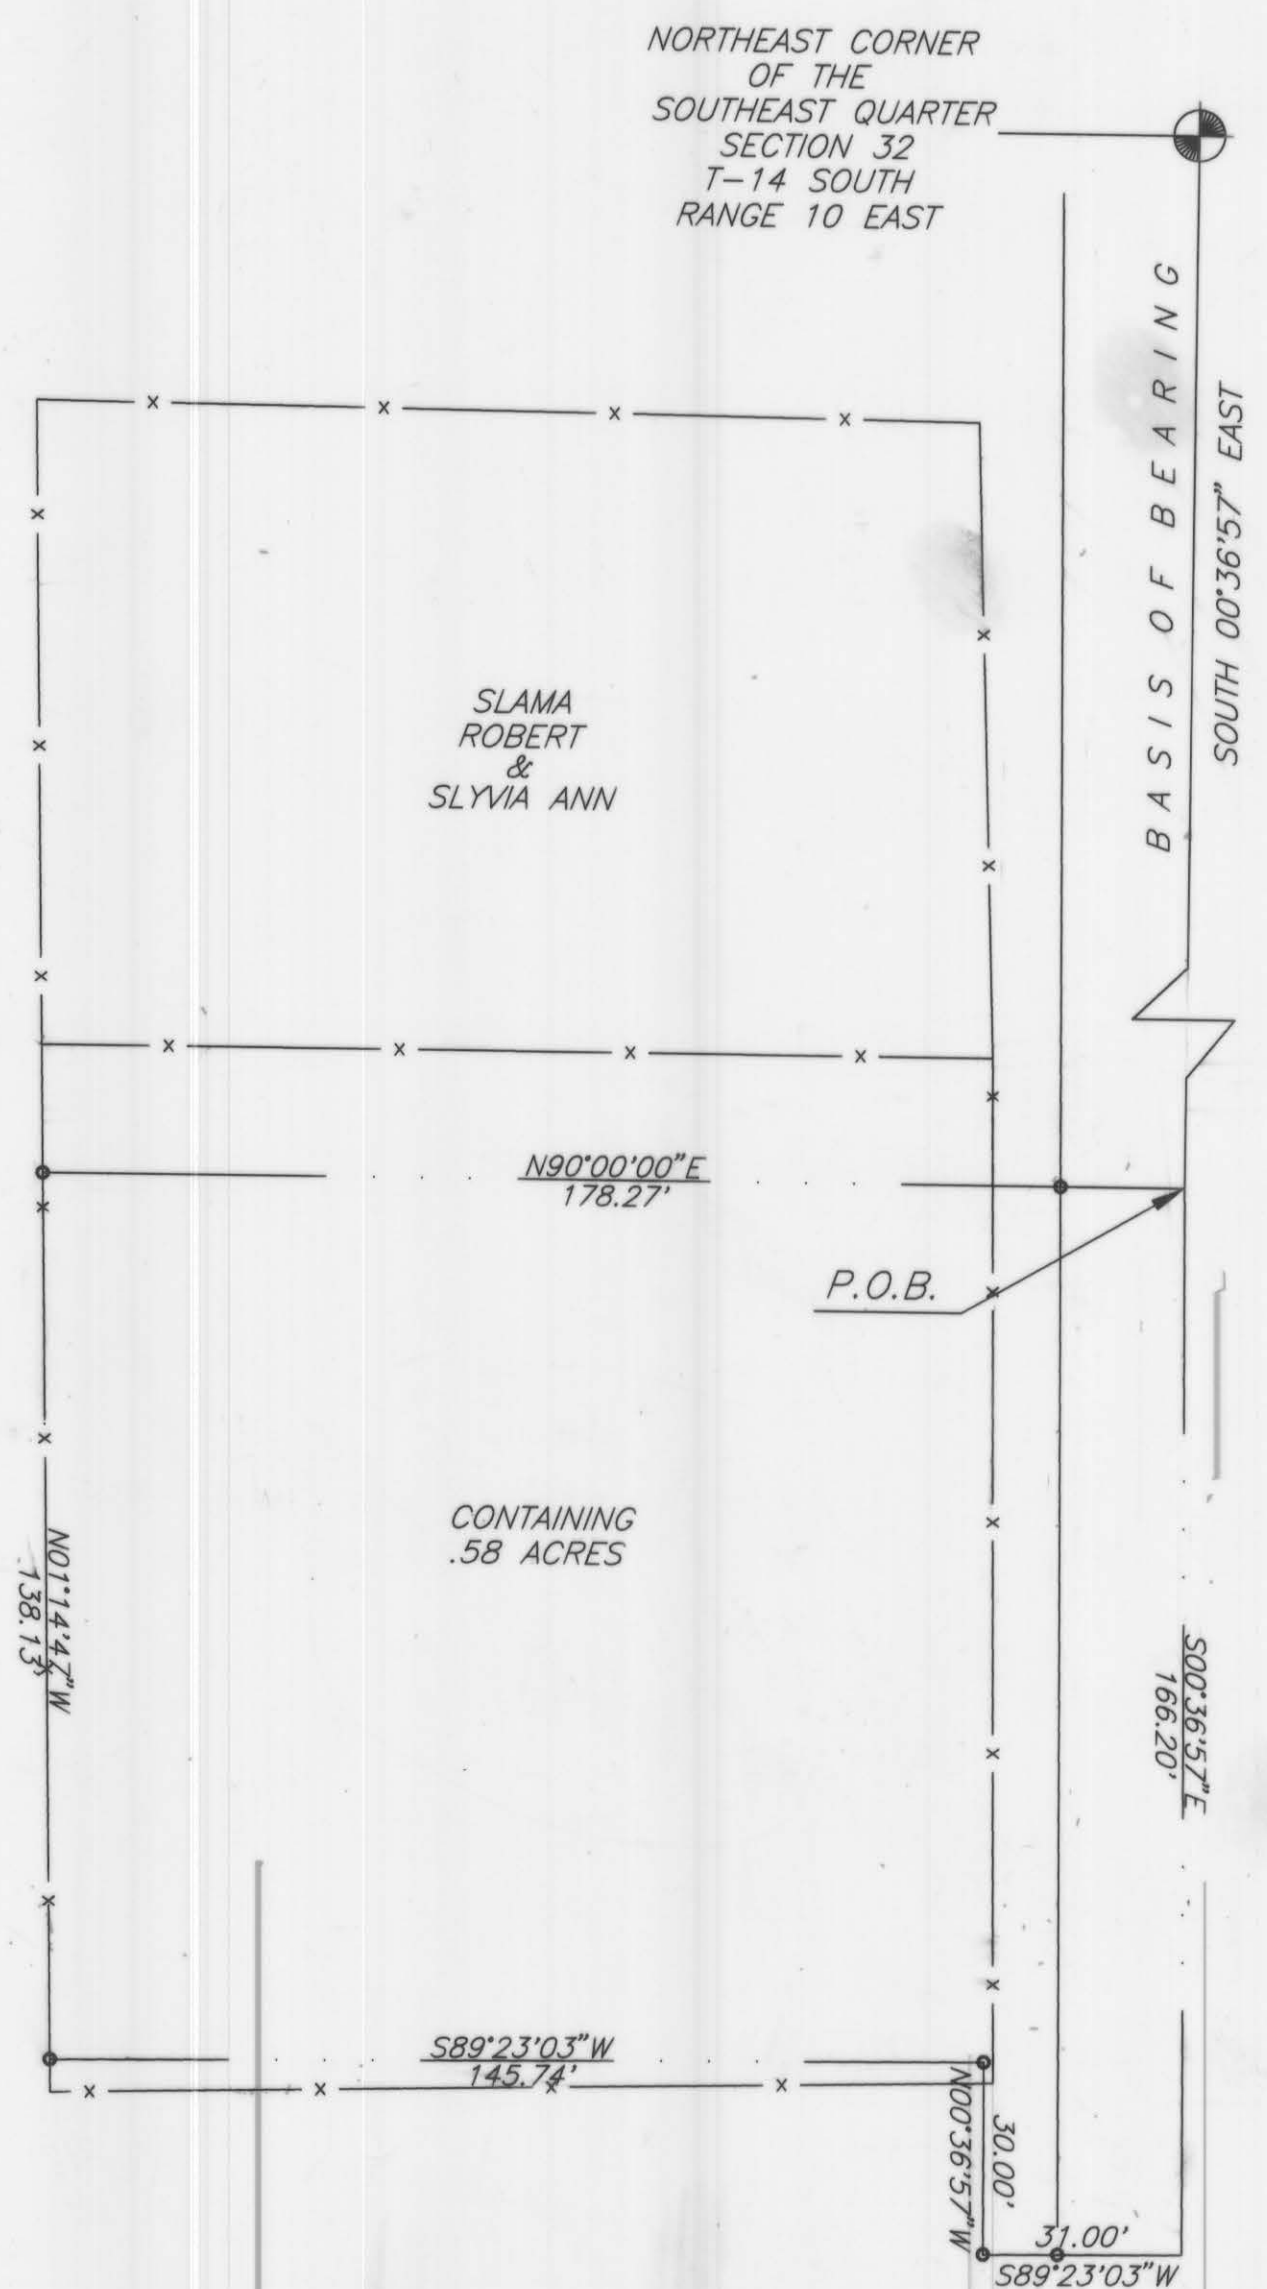 NORTHEAST CORNER
OF THE
SOUTHEAST QUARTER
SECTION 32
T-14 SOUTH
RANGE 10 EAST
BASIS OF BEARING
SOUTH 00°36'57" EAST
SLAMA
ROBERT
&
SLYVIA ANN
N90°00'00"E
178.27'
P.O.B.
CONTAINING
.58 ACRES
N01°14'47"W
138.13'
S00°36'57"E
166.20'
S89°23'03"W
145.74'
N00°36'57"W
30.00'
31.00'
S89°23'03"W